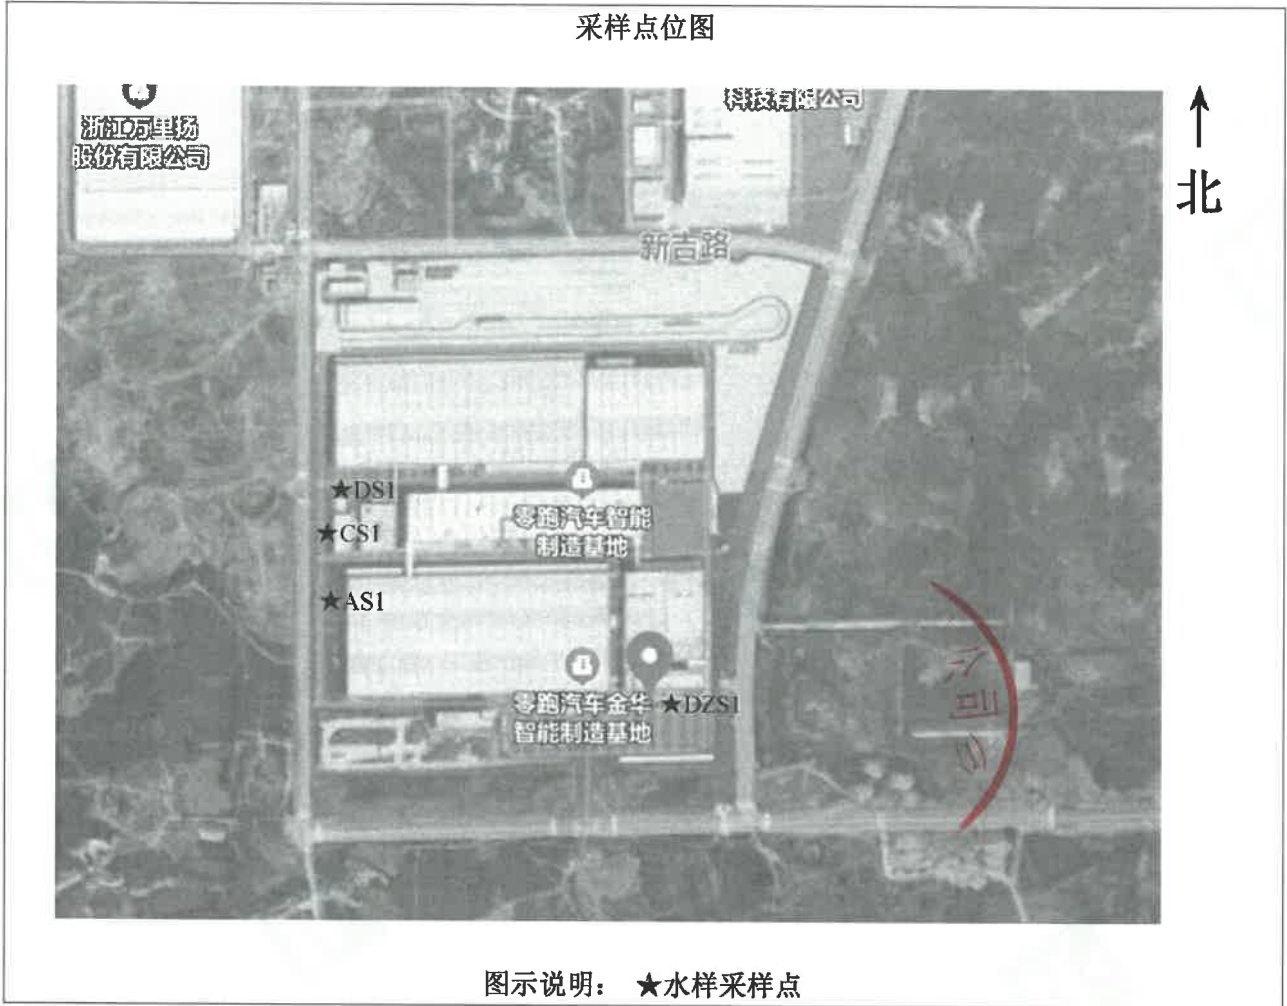 采样点位图
科技有限公司
浙江万里扬
股份有限公司
北
新吉路
★DS1
零跑汽车智能
制造基地
★CS1
★AS1
零跑汽车金华
智能制造基地
★DZS1
公司
图示说明： ★水样采样点